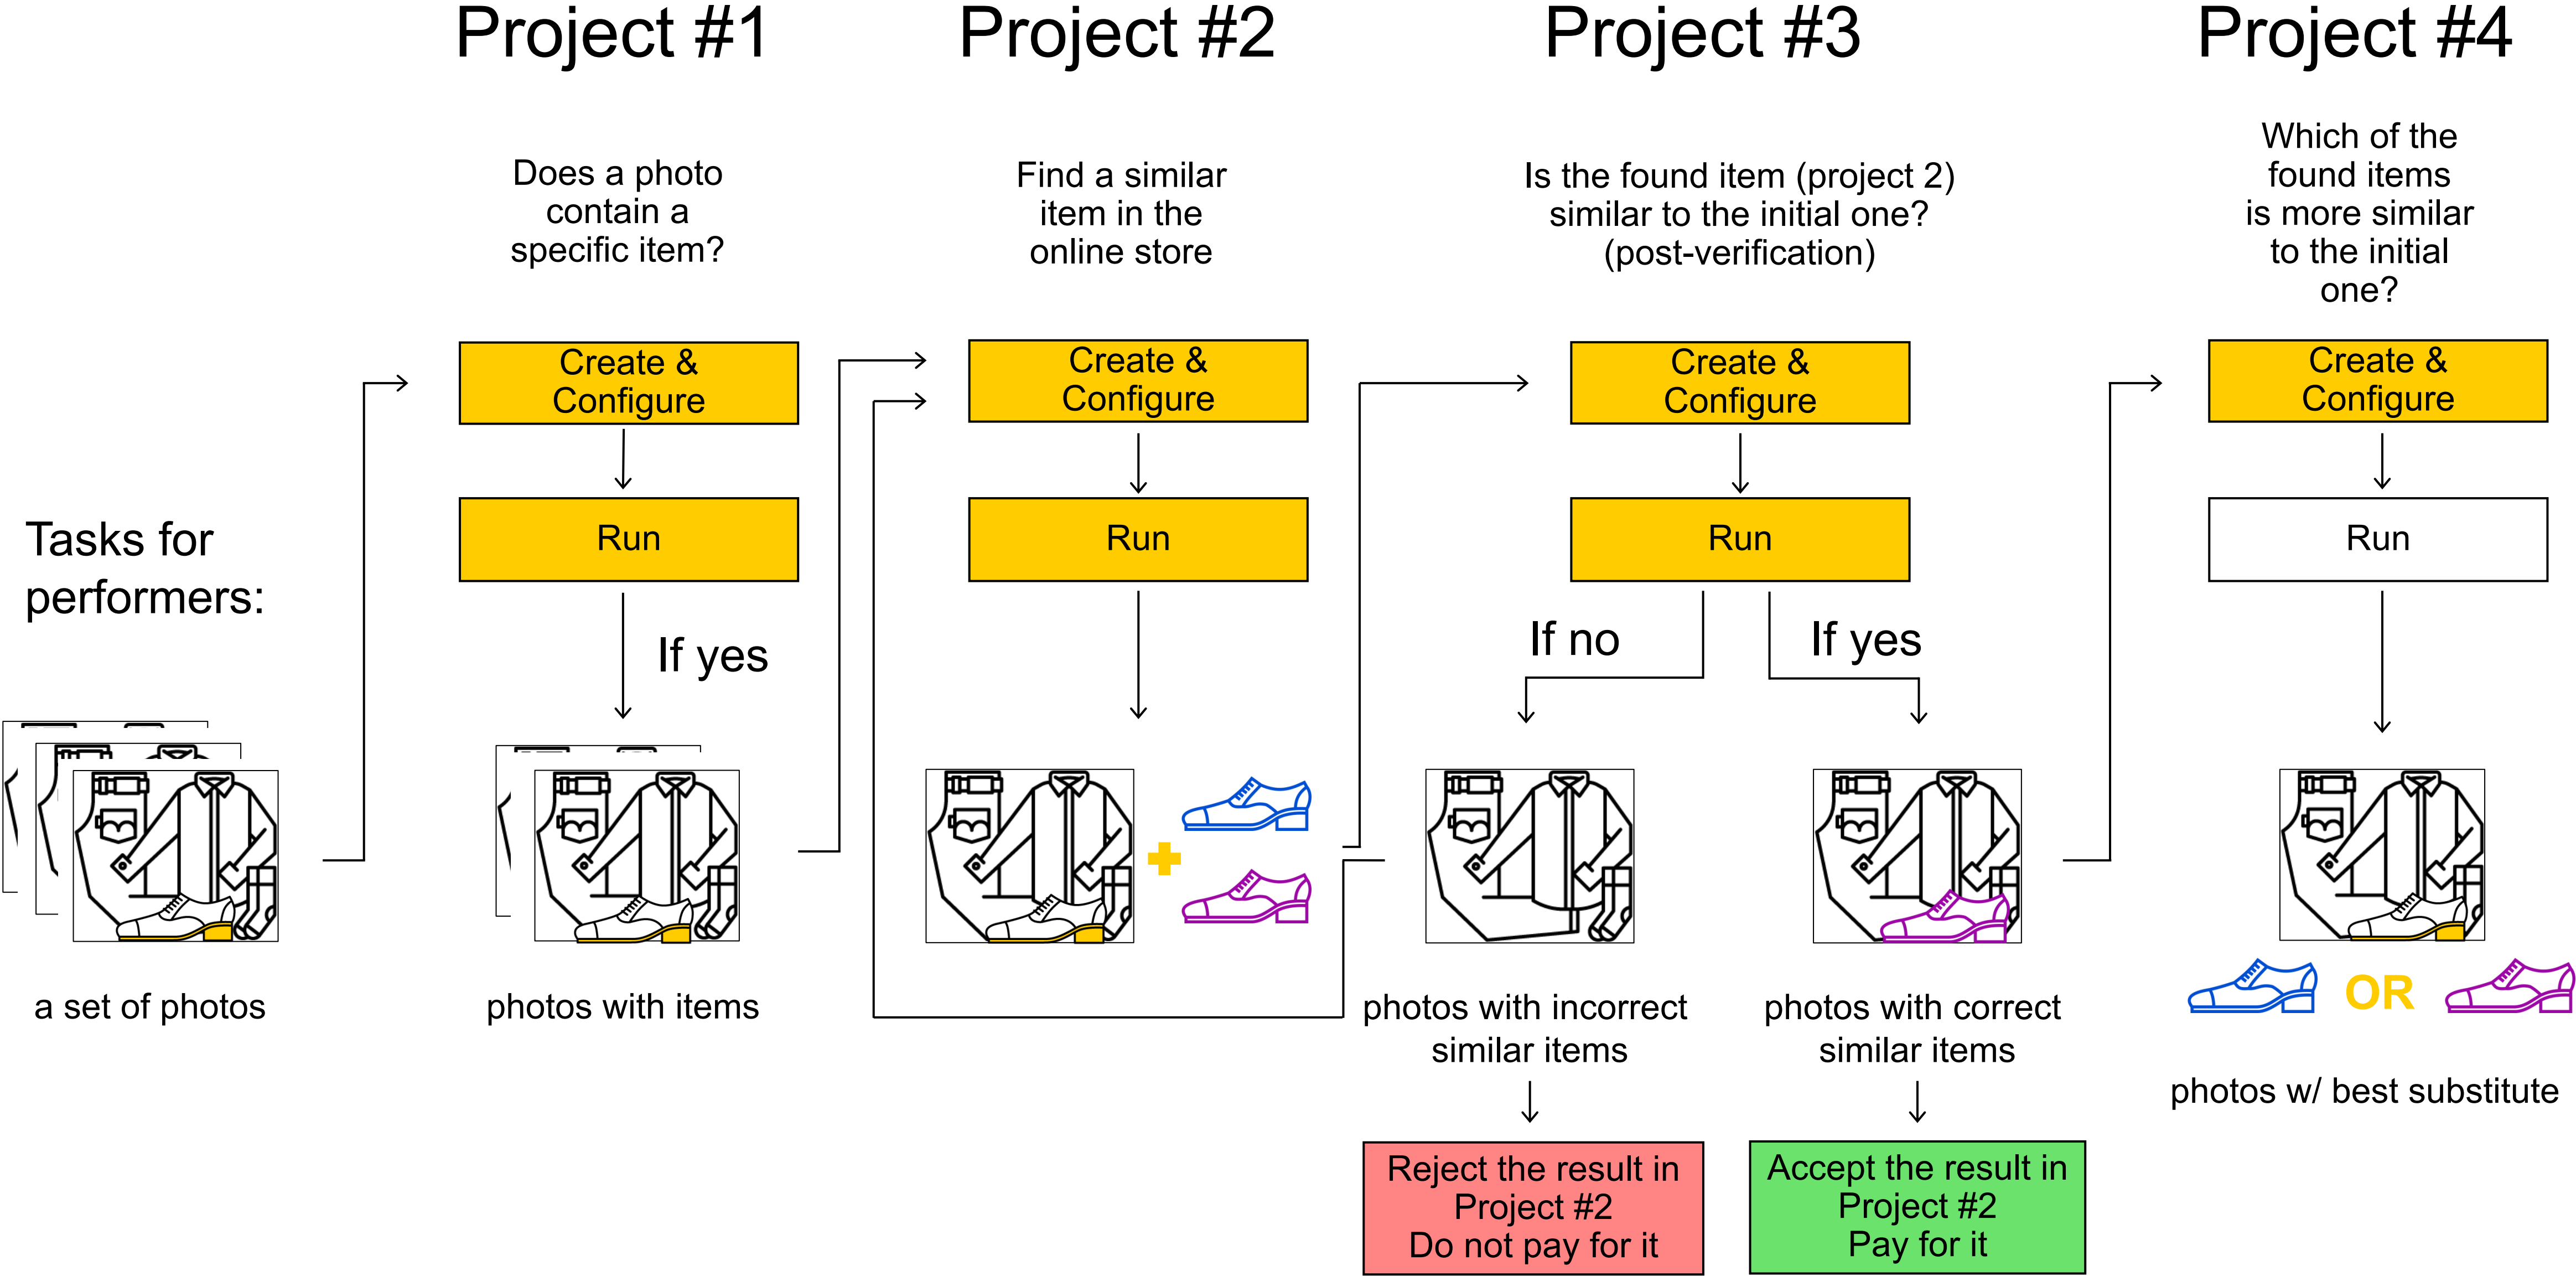 Project #1
Project #2
Project #3
Project #4
Does a photo
contain a
specific item?
Find a similar
item in the
online store
Is the found item (project 2)
similar to the initial one?
(post-verification)
Which of the
found items
is more similar
to the initial
one?
Create &
Configure
Create &
Configure
Create &
Configure
Create &
Configure
Run
Run
Run
Run
Tasks for
performers:
If yes
If no
If yes
a set of photos
photos with items
photos with incorrect
similar items
photos with correct
similar items
OR
photos w/ best substitute
Reject the result in
Project #2
Do not pay for it
Accept the result in
Project #2
Pay for it